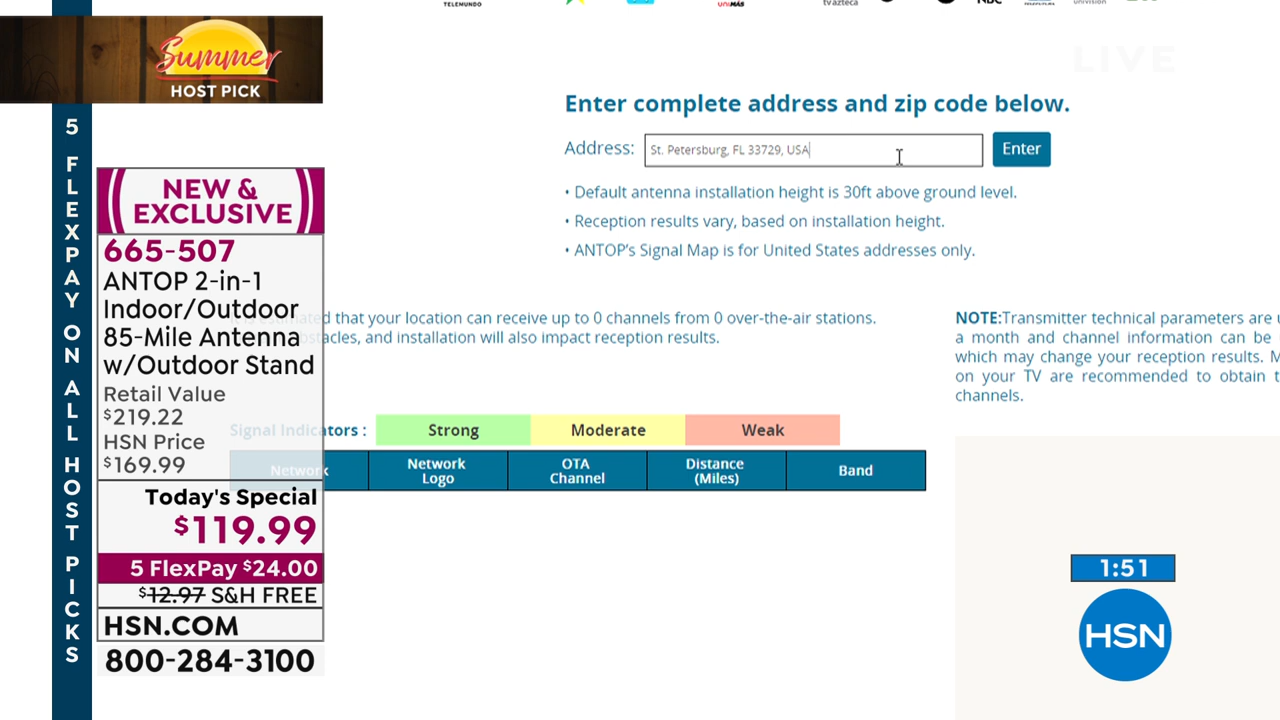 TELEMUNDO
UNIMÁS
tv azteca
NBC
univision
LIVE
Summer
HOST PICK
5 FLEXPAY ON ALL HOST PICKS
NEW &
EXCLUSIVE
665-507
ANTOP 2-in-1
Indoor/Outdoor
85-Mile Antenna
w/Outdoor Stand
Retail Value
$219.22
HSN Price
$169.99
Today's Special
$119.99
5 FlexPay $24.00
$12.97 S&H FREE
HSN.COM
800-284-3100
Enter complete address and zip code below.
Address: St. Petersburg, FL 33729, USA Enter
• Default antenna installation height is 30ft above ground level.
• Reception results vary, based on installation height.
• ANTOP's Signal Map is for United States addresses only.
that your location can receive up to 0 channels from 0 over-the-air stations.
and installation will also impact reception results.
NOTE:Transmitter technical parameters are
a month and channel information can be
which may change your reception results.
on your TV are recommended to obtain
channels.
Signal Indicators : Strong Moderate Weak
Network Network Logo OTA Channel Distance (Miles) Band
1:51
HSN